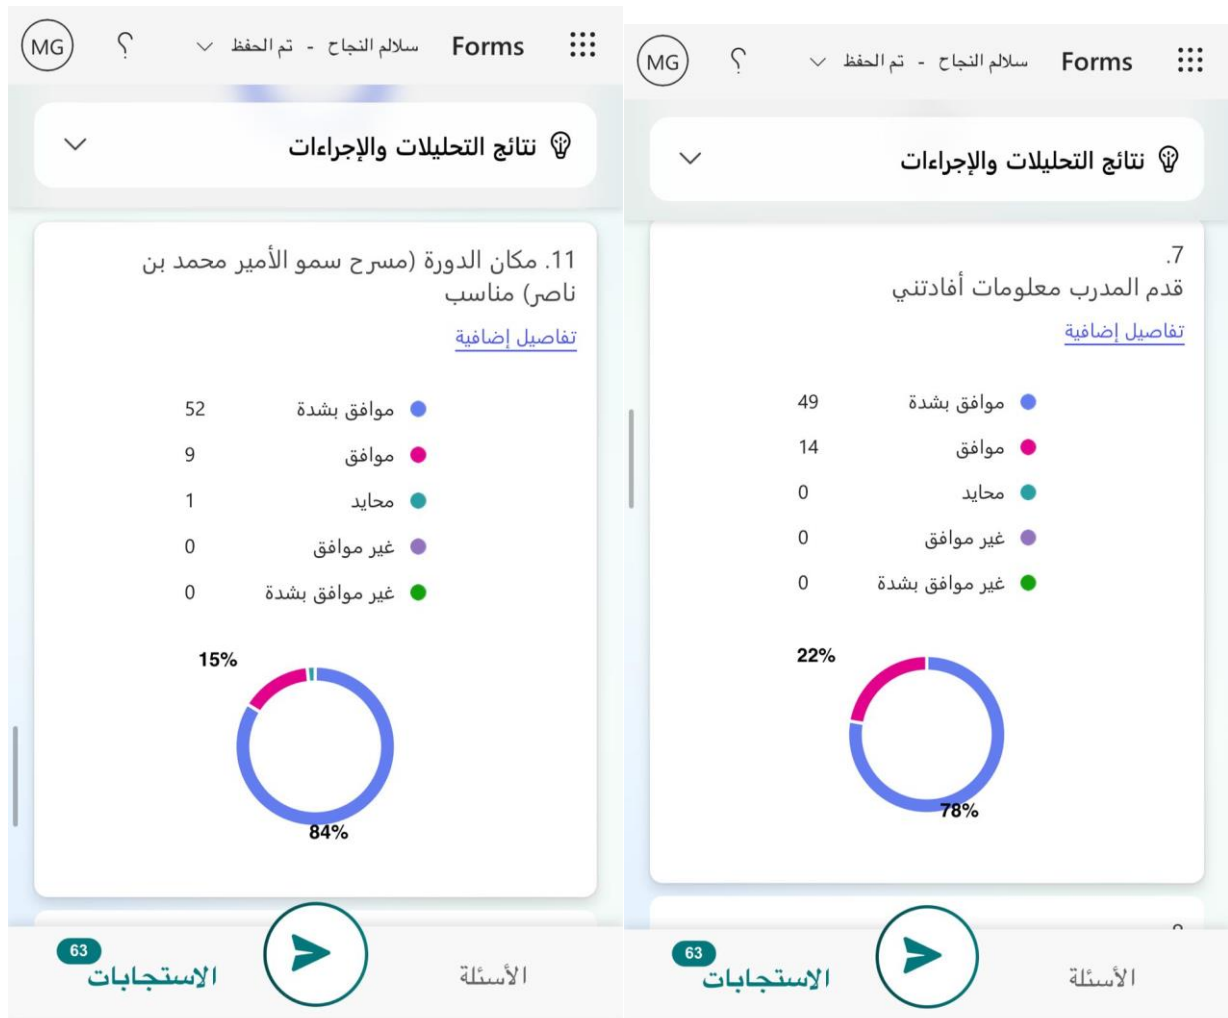 Forms سلالم النجاح - تم الحفظ ؟ MG
نتائج التحليلات والإجراءات
7.
قدم المدرب معلومات أفادتني
تفاصيل إضافية
موافق بشدة 49
موافق 14
محايد 0
غير موافق 0
غير موافق بشدة 0
22%
78%
الأسئلة
الاستجابات 63
Forms سلالم النجاح - تم الحفظ ؟ MG
نتائج التحليلات والإجراءات
11. مكان الدورة (مسرح سمو الأمير محمد بن
ناصر) مناسب
تفاصيل إضافية
موافق بشدة 52
موافق 9
محايد 1
غير موافق 0
غير موافق بشدة 0
15%
84%
الأسئلة
الاستجابات 63